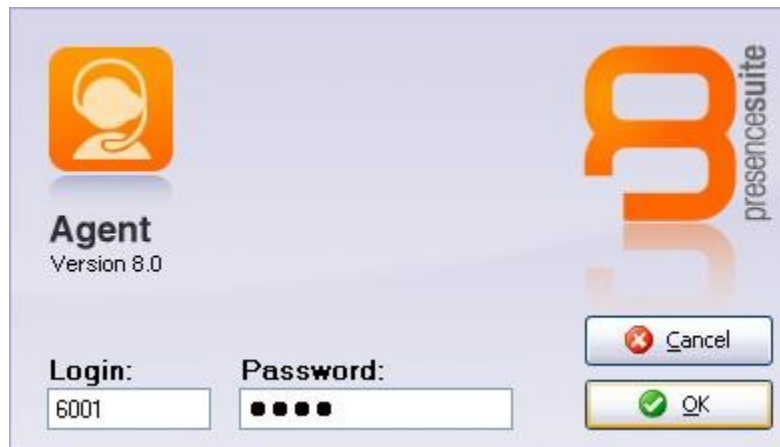 presencesuite
Agent
Version 8.0
Cancel
Login:
Password:
6001
●●●●
OK